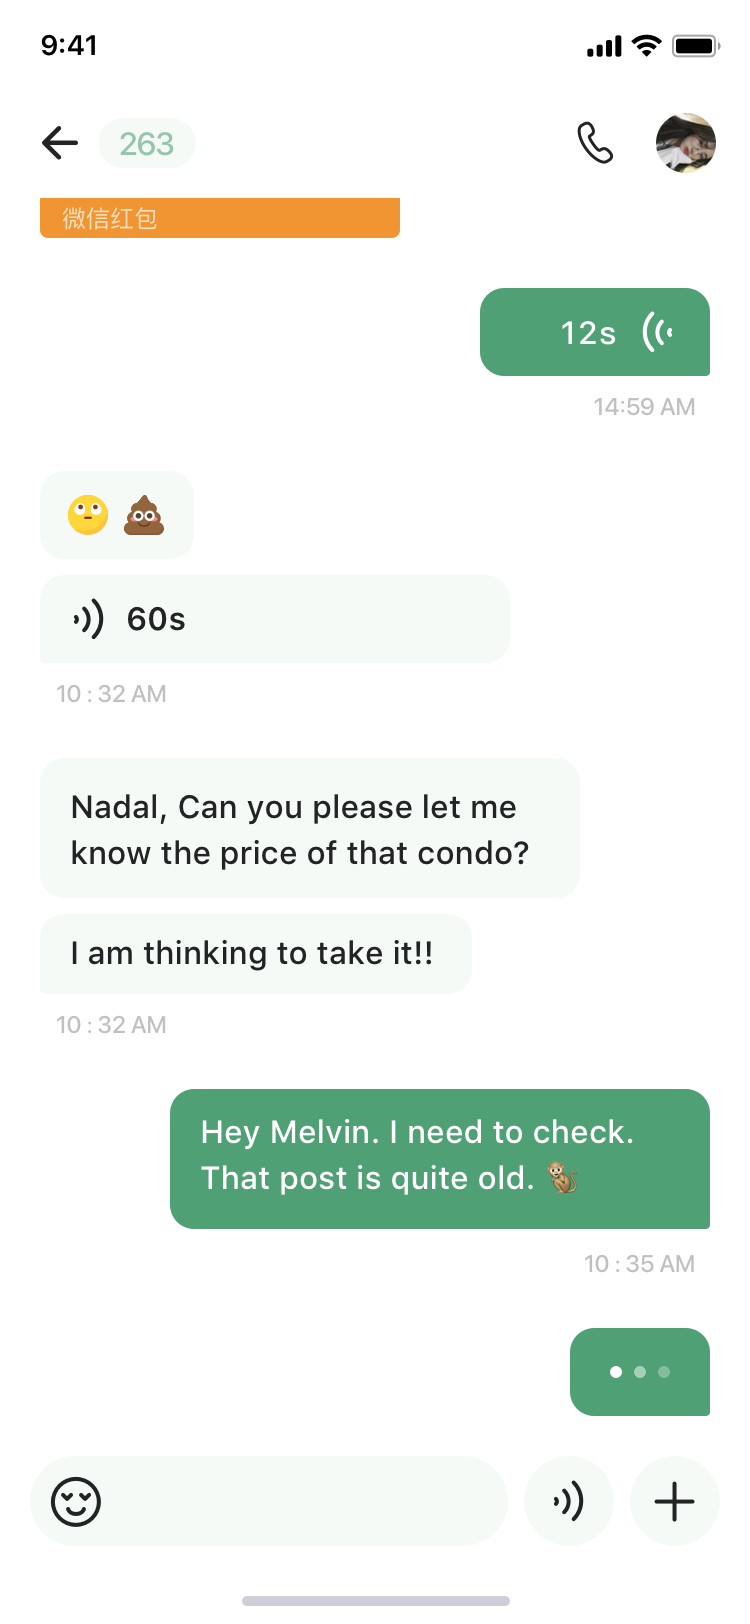 9:41
263
微信红包
12s
14:59 AM
🙄 💩
60s
10 : 32 AM
Nadal, Can you please let me
know the price of that condo?
I am thinking to take it!!
10 : 32 AM
Hey Melvin. I need to check.
That post is quite old. 🐒
10 : 35 AM